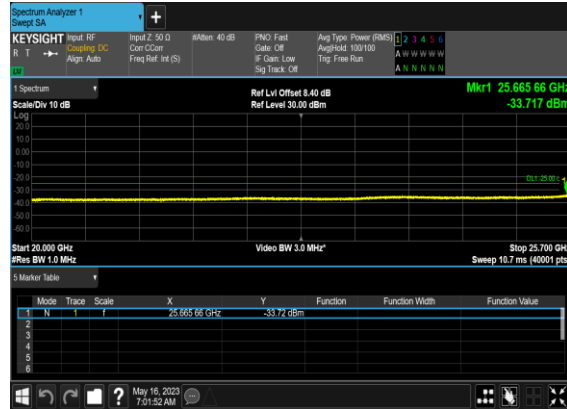 Spectrum Analyzer 1
Swept SA
+
KEYSIGHT Input: RF Input Z: 50 Ω #Atten: 40 dB PNO: Fast Avg Type: Power (RMS) 1 2 3 4 5 6
R T Coupling: DC Corr CCorr Gate: Off Avg|Hold: 100/100 A W W W W W
Align: Auto Freq Ref: Int (S) IF Gain: Low Trig: Free Run
Sig Track: Off A N N N N N
1 Spectrum Ref Lvl Offset 8.40 dB Mkr1 25.665 66 GHz
Scale/Div 10 dB Ref Level 30.00 dBm -33.717 dBm
Log
20.0
10.0
0.00
-10.0
-20.0
DL1 -25.00
-30.0
-40.0
-50.0
-60.0
Start 20.000 GHz Video BW 3.0 MHz* Stop 25.700 GHz
#Res BW 1.0 MHz Sweep 10.7 ms (40001 pts
5 Marker Table
Mode Trace Scale X Y Function Function Width Function Value
1 N 1 f 25.665 66 GHz -33.72 dBm
2
3
4
5
6
? May 16, 2023
7:01:52 AM